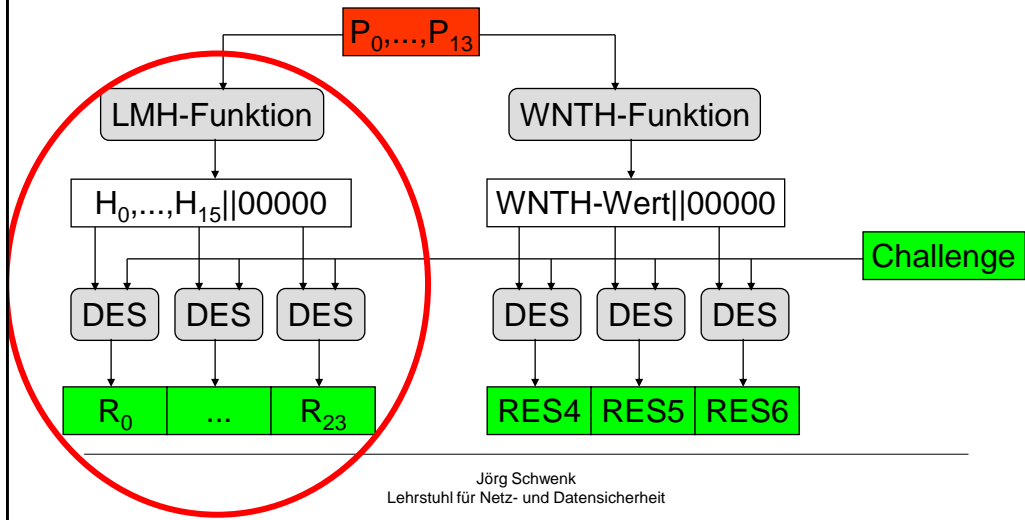 P0,...,P13
LMH-Funktion
WNTH-Funktion
H0,...,H15||00000
WNTH-Wert||00000
Challenge
DES DES DES DES DES DES
R0 ... R23 RES4 RES5 RES6
Jörg Schwenk
Lehrstuhl für Netz- und Datensicherheit